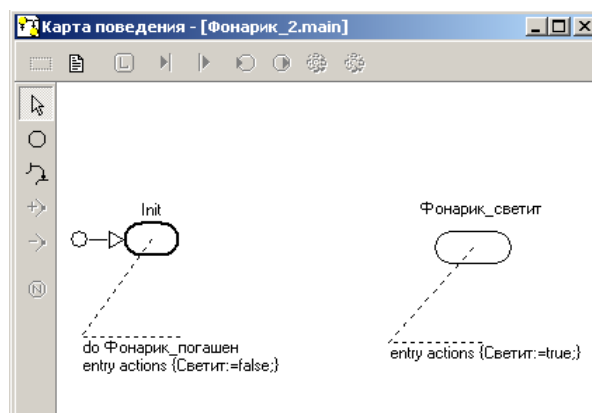 Карта поведения - [Фонарик_2.main]
L
N
Init
Фонарик_светит
do Фонарик_погашен
entry actions {Светит:=false;}
entry actions {Светит:=true;}